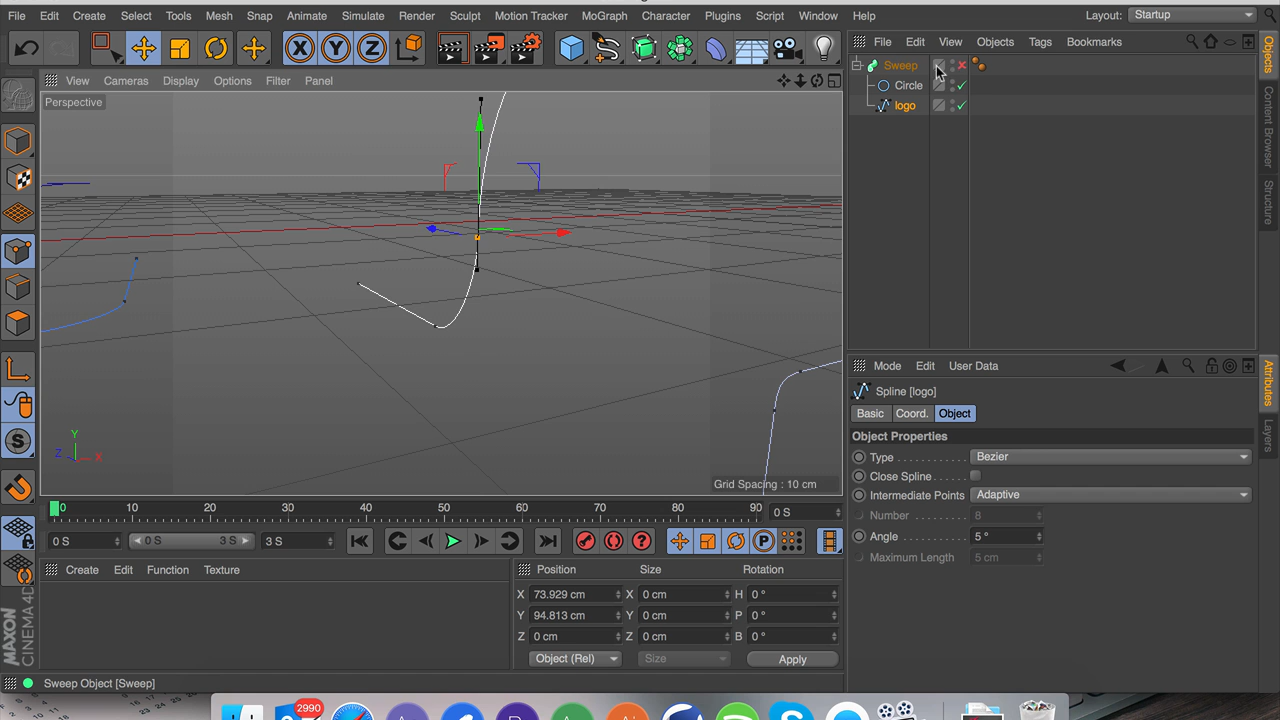 File Edit Create Select Tools Mesh Snap Animate Simulate Render Sculpt Motion Tracker MoGraph Character Plugins Script Window Help Layout: Startup
X Y Z
File Edit View Objects Tags Bookmarks
View Cameras Display Options Filter Panel
Perspective
Sweep
Circle
logo
Objects
Content Browser
Structure
Y
Z X
Grid Spacing : 10 cm
Mode Edit User Data
Spline [logo]
Basic Coord. Object
Object Properties
Type Bezier
Close Spline
Intermediate Points Adaptive
Number 8
Angle 5 °
Maximum Length 5 cm
Attributes
Layers
S
0 10 20 30 40 50 60 70 80 90 0 S
0 S 0 S 3 S 3 S
P
Create Edit Function Texture
Position Size Rotation
X 73.929 cm X 0 cm H 0 °
Y 94.813 cm Y 0 cm P 0 °
Z 0 cm Z 0 cm B 0 °
Object (Rel) Size Apply
MAXON
CINEMA 4D
Sweep Object [Sweep]
2990